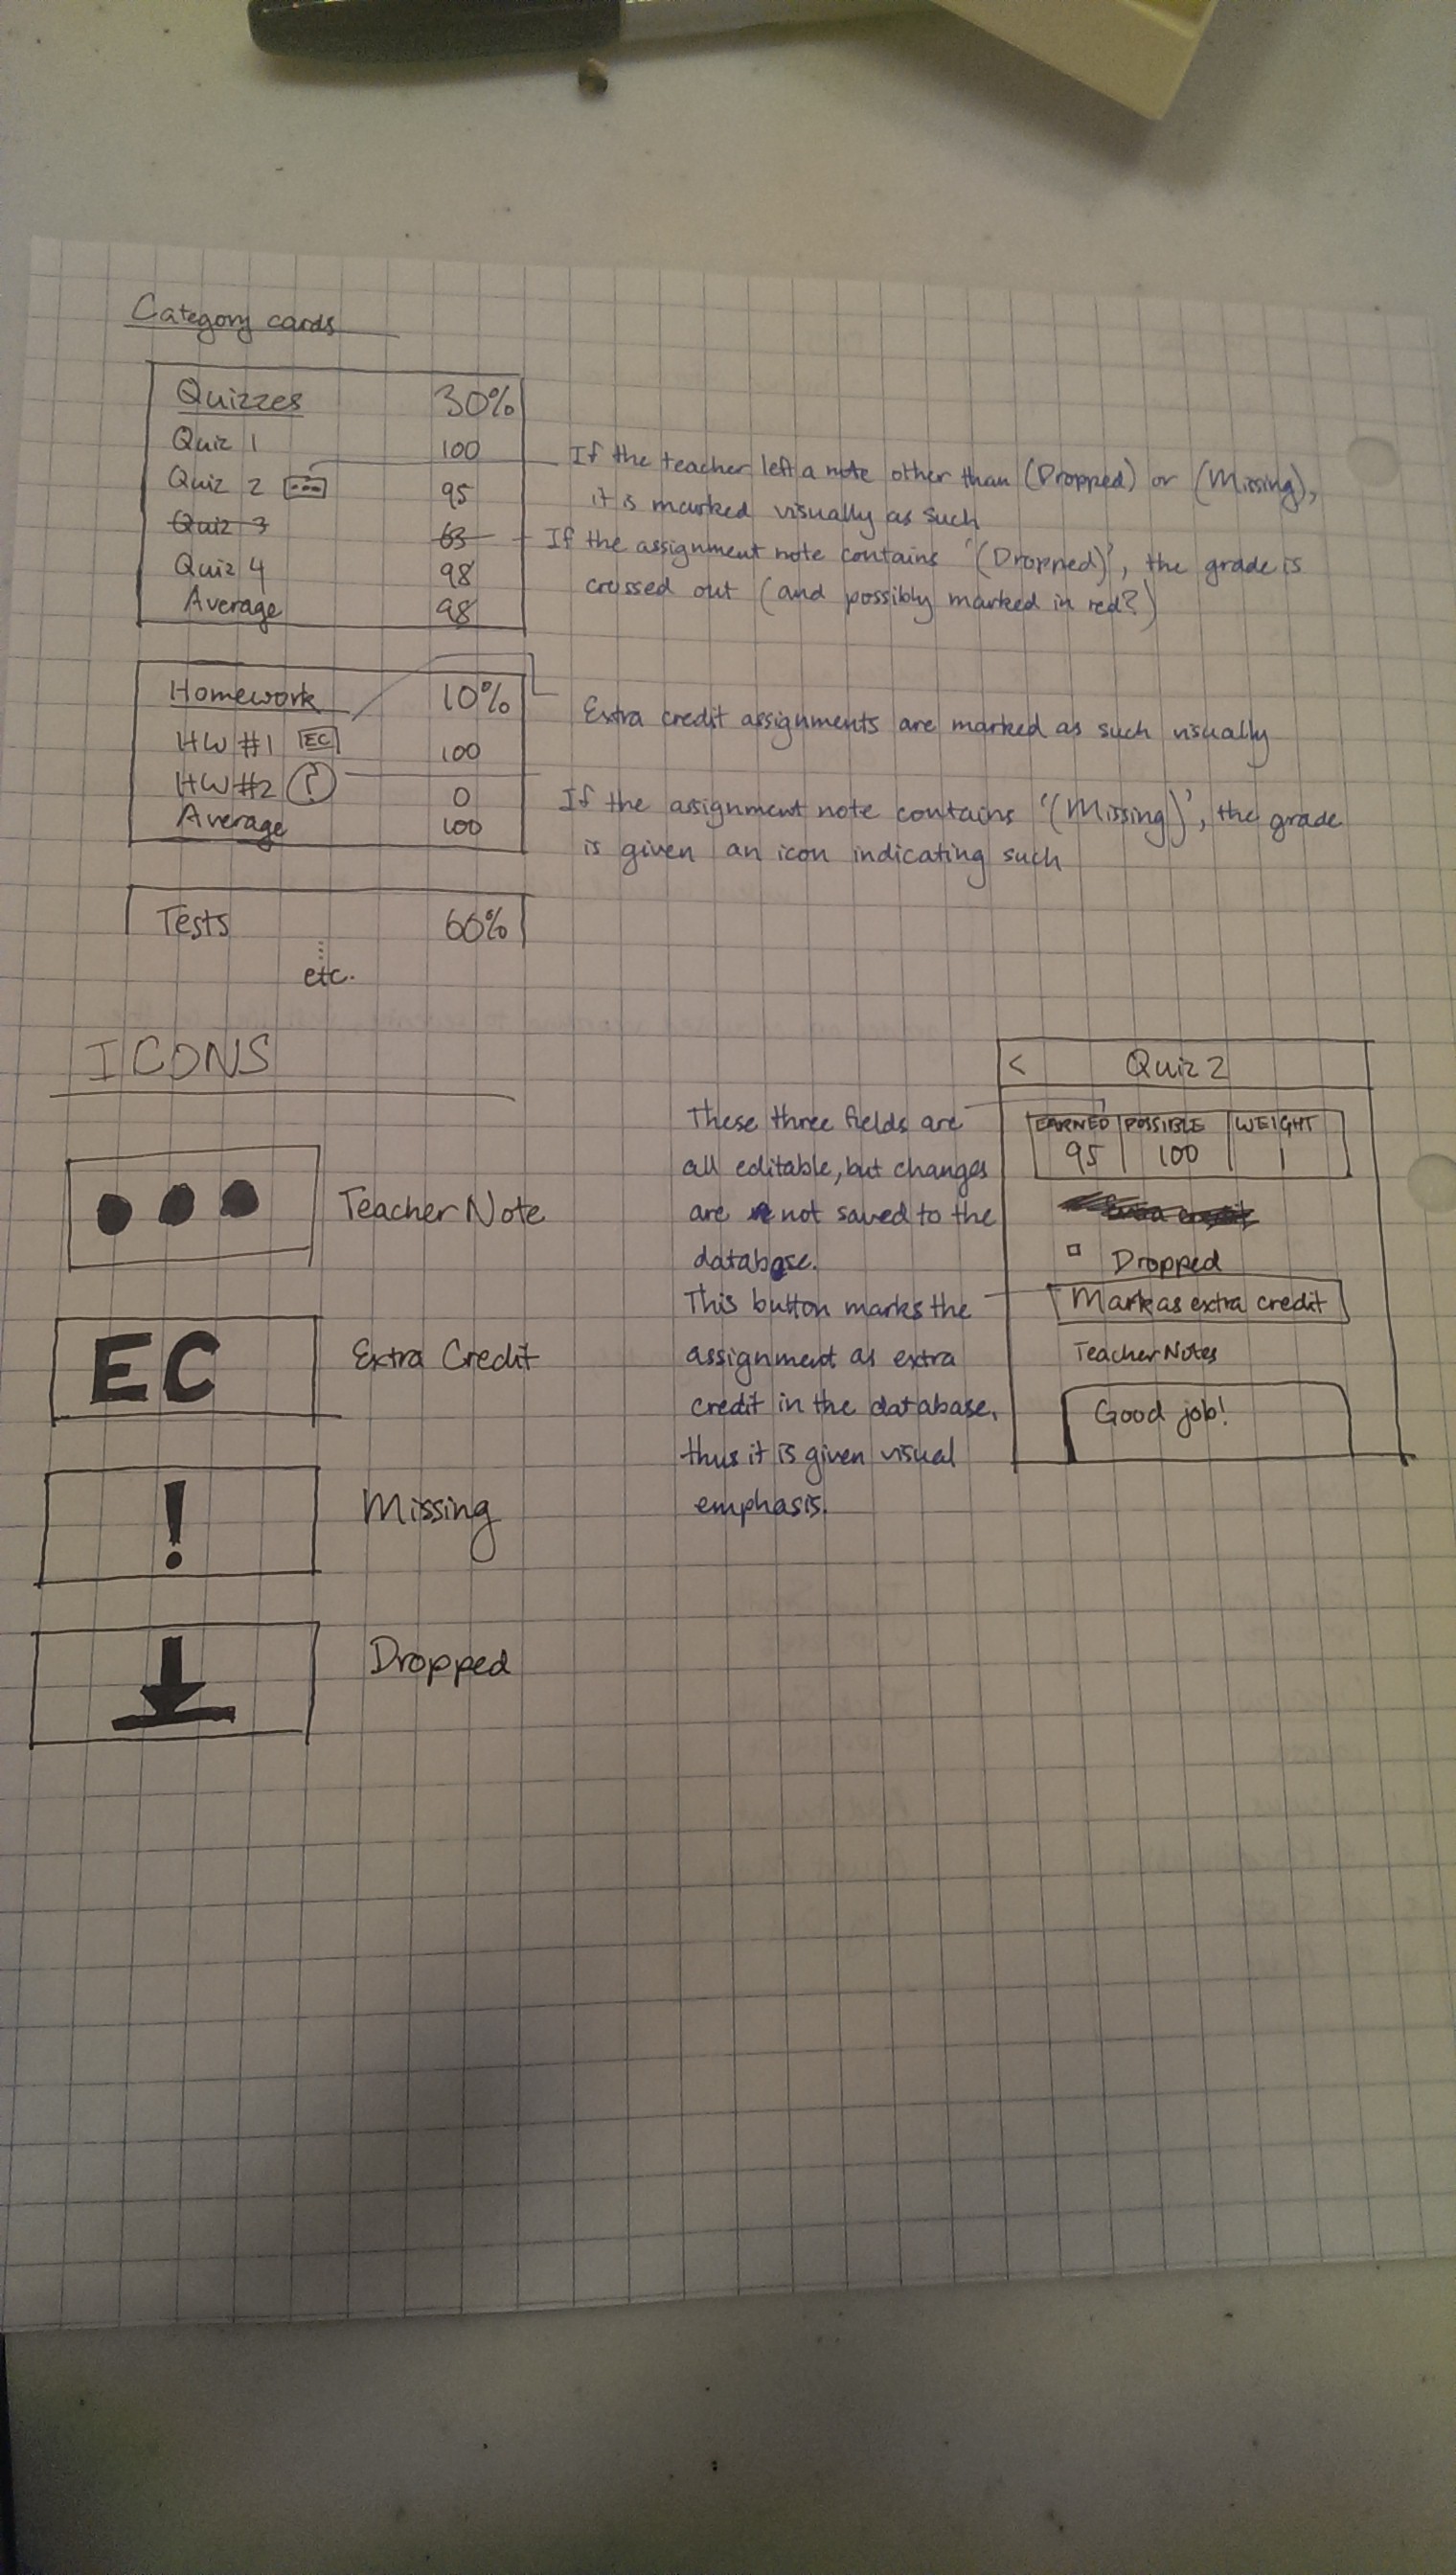 Category cards
Quizzes 30%
Quiz 1 100
Quiz 2 95
Quiz 3 63
Quiz 4 98
Average 98
If the teacher left a note other than (Dropped) or (Missing),
it is marked visually as such
If the assignment note contains '(Dropped)', the grade is
crossed out (and possibly marked in red?)
Homework 10%
HW #1 EC 100
HW #2 ! 0
Average 100
Extra credit assignments are marked as such visually
If the assignment note contains '(Missing)', the grade
is given an icon indicating such
Tests 60%
etc.
ICONS
Teacher Note
EC Extra Credit
! Missing
Dropped
These three fields are
all editable, but changes
are not saved to the
database.
This button marks the
assignment as extra
credit in the database,
thus it is given visual
emphasis.
< Quiz 2
EARNED POSSIBLE WEIGHT
95 100 1
Dropped
Mark as extra credit
Teacher Notes
Good job!